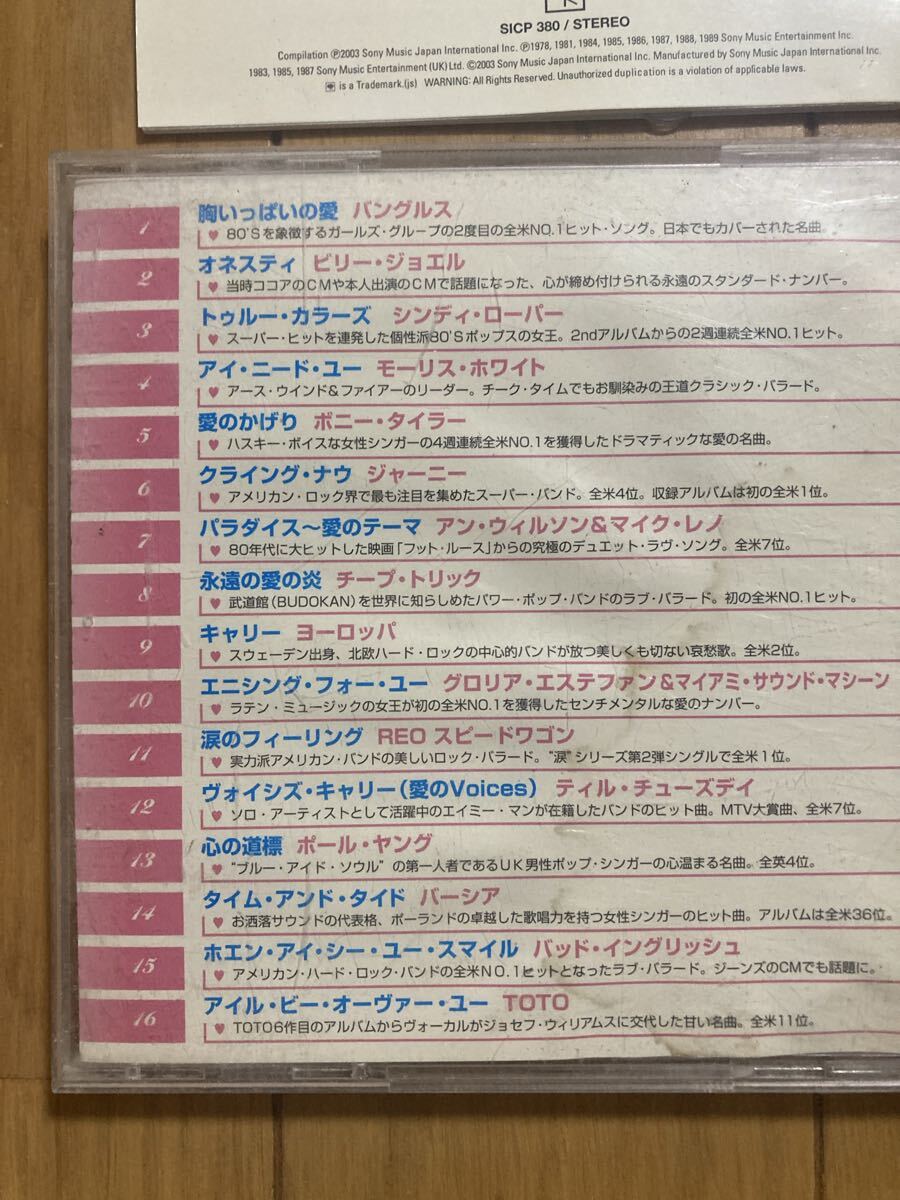 SICP 380 / STEREO
Compilation ℗2003 Sony Music Japan International Inc. ℗1978, 1981, 1984, 1985, 1986, 1987, 1988, 1989 Sony Music Entertainment Inc.
1983, 1985, 1987 Sony Music Entertainment (UK) Ltd. ©2003 Sony Music Japan International Inc. Manufactured by Sony Music Japan International Inc.
is a Trademark.(js) WARNING: All Rights Reserved. Unauthorized duplication is a violation of applicable laws.
1 胸いっぱいの愛 バングルス
♥ 80'Sを象徴するガールズ・グループの2度目の全米NO.1ヒット・ソング。日本でもカバーされた名曲。
2 オネスティ ビリー・ジョエル
♥ 当時ココアのCMや本人出演のCMで話題になった、心が締め付けられる永遠のスタンダード・ナンバー。
3 トゥルー・カラーズ シンディ・ローパー
♥ スーパー・ヒットを連発した個性派80'Sポップスの女王。2ndアルバムからの2週連続全米NO.1ヒット。
4 アイ・ニード・ユー モーリス・ホワイト
♥ アース・ウインド&ファイアーのリーダー。チーク・タイムでもお馴染みの王道クラシック・バラード。
5 愛のかげり ボニー・タイラー
♥ ハスキー・ボイスな女性シンガーの4週連続全米NO.1を獲得したドラマティックな愛の名曲。
6 クライング・ナウ ジャーニー
♥ アメリカン・ロック界で最も注目を集めたスーパー・バンド。全米4位。収録アルバムは初の全米1位。
7 パラダイス〜愛のテーマ アン・ウィルソン&マイク・レノ
♥ 80年代に大ヒットした映画「フット・ルース」からの究極のデュエット・ラヴ・ソング。全米7位。
8 永遠の愛の炎 チープ・トリック
♥ 武道館(BUDOKAN)を世界に知らしめたパワー・ポップ・バンドのラブ・バラード。初の全米NO.1ヒット。
9 キャリー ヨーロッパ
♥ スウェーデン出身、北欧ハード・ロックの中心的バンドが放つ美しくも切ない哀愁歌。全米2位。
10 エニシング・フォー・ユー グロリア・エステファン&マイアミ・サウンド・マシーン
♥ ラテン・ミュージックの女王が初の全米NO.1を獲得したセンチメンタルな愛のナンバー。
11 涙のフィーリング REO スピードワゴン
♥ 実力派アメリカン・バンドの美しいロック・バラード。"涙"シリーズ第2弾シングルで全米1位。
12 ヴォイシズ・キャリー(愛のVoices) ティル・チューズデイ
♥ ソロ・アーティストとして活躍中のエイミー・マンが在籍したバンドのヒット曲。MTV大賞曲、全米7位。
13 心の道標 ポール・ヤング
♥ "ブルー・アイド・ソウル"の第一人者であるUK男性ポップ・シンガーの心温まる名曲。全英4位。
14 タイム・アンド・タイド バーシア
♥ お洒落サウンドの代表格、ポーランドの卓越した歌唱力を持つ女性シンガーのヒット曲。アルバムは全米36位。
15 ホエン・アイ・シー・ユー・スマイル バッド・イングリッシュ
♥ アメリカン・ハード・ロック・バンドの全米NO.1ヒットとなったラブ・バラード。ジーンズのCMでも話題に。
16 アイル・ビー・オーヴァー・ユー TOTO
♥ TOTO6作目のアルバムからヴォーカルがジョセフ・ウィリアムスに交代した甘い名曲。全米11位。